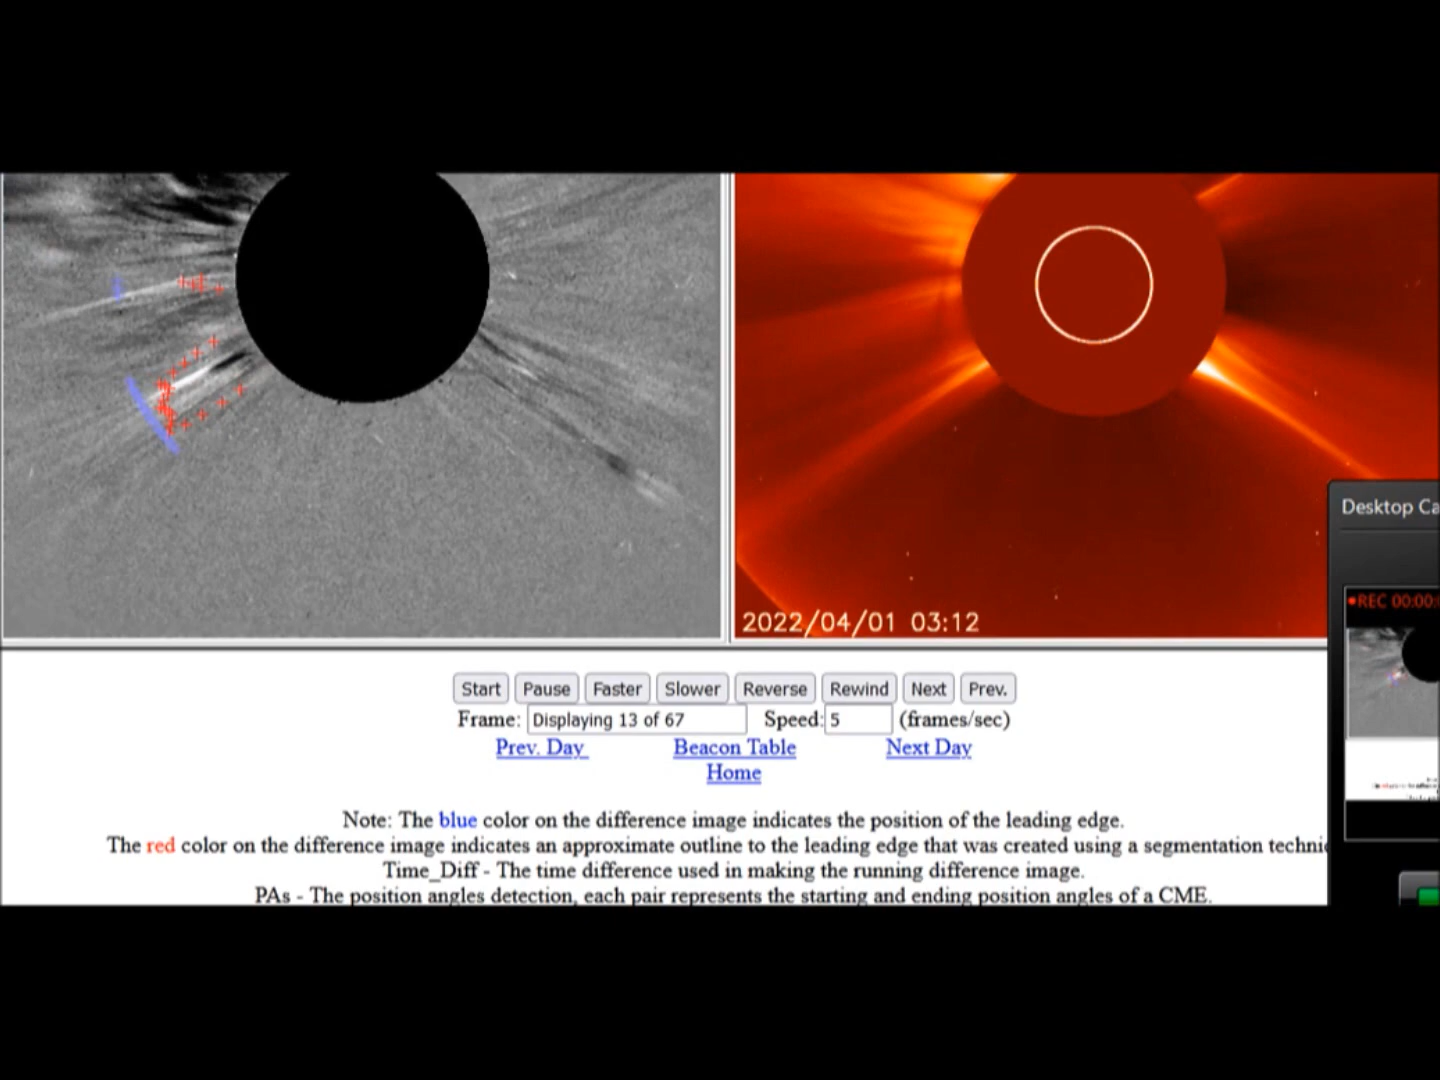 2022/04/01 03:12
Desktop Ca
REC 00:00:
Start Pause Faster Slower Reverse Rewind Next Prev.
Frame: Displaying 13 of 67 Speed: 5 (frames/sec)
Prev. Day Beacon Table Next Day
Home
Note: The blue color on the difference image indicates the position of the leading edge.
The red color on the difference image indicates an approximate outline to the leading edge that was created using a segmentation techni
Time_Diff - The time difference used in making the running difference image.
PAs - The position angles detection, each pair represents the starting and ending position angles of a CME.